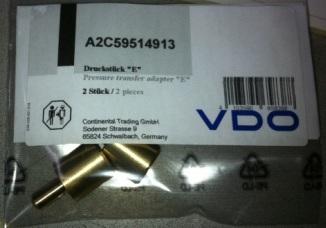 A2C59514913
Druckstück "E"
Pressure transfer adapter "E"
2 Stück / 2 pieces
Continental Trading GmbH
Sodener Strasse 9
65824 Schwalbach, Germany
VDO